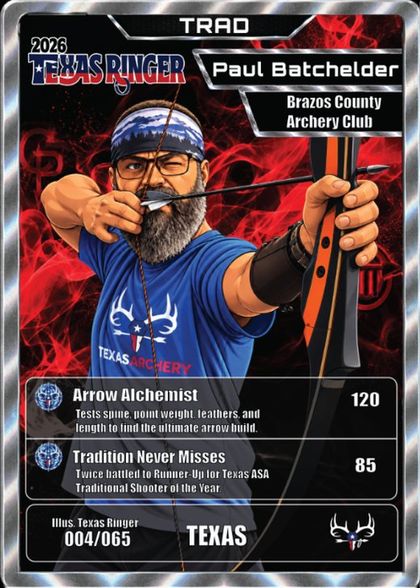 TRAD
2026
TEXAS RINGER
Paul Batchelder
Brazos County
Archery Club
TEXAS ARCHERY
Arrow Alchemist
120
Tests spine, point weight, feathers, and
length to find the ultimate arrow build.
Tradition Never Misses
85
Twice battled to Runner-Up for Texas ASA
Traditional Shooter of the Year.
Illus. Texas Ringer
004/065
TEXAS